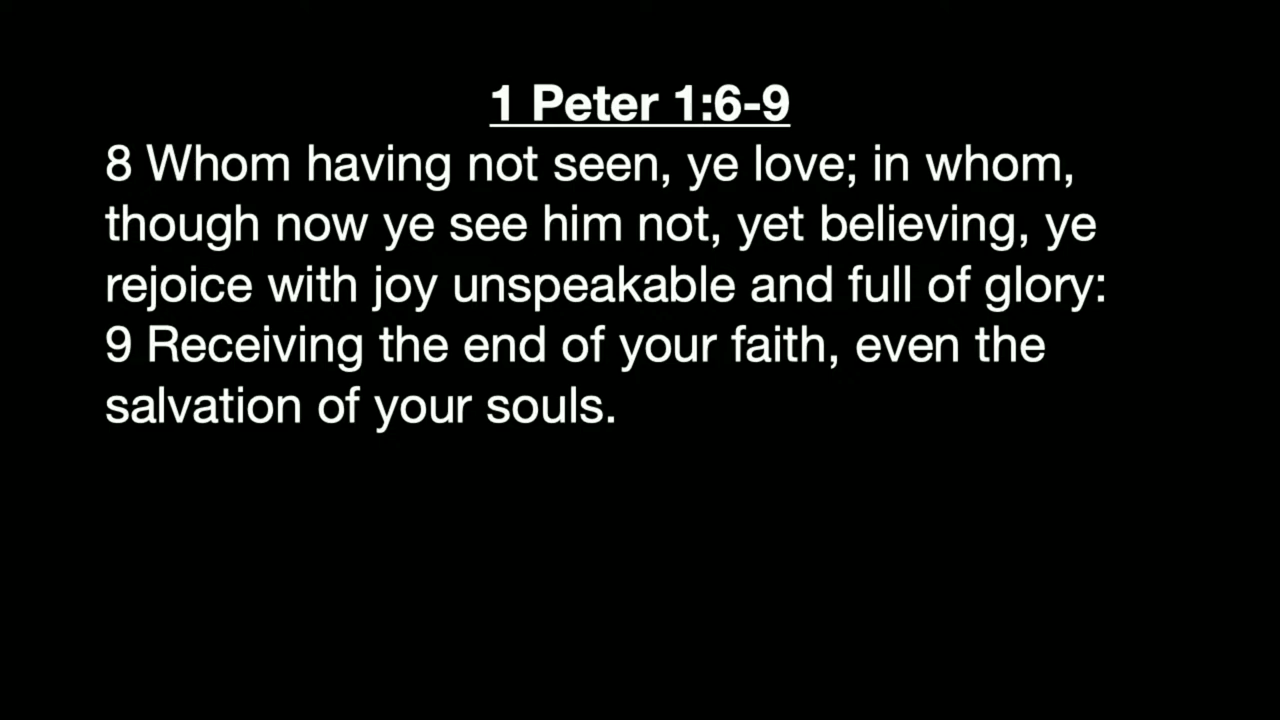 1 Peter 1:6-9
8 Whom having not seen, ye love; in whom,
though now ye see him not, yet believing, ye
rejoice with joy unspeakable and full of glory:
9 Receiving the end of your faith, even the
salvation of your souls.